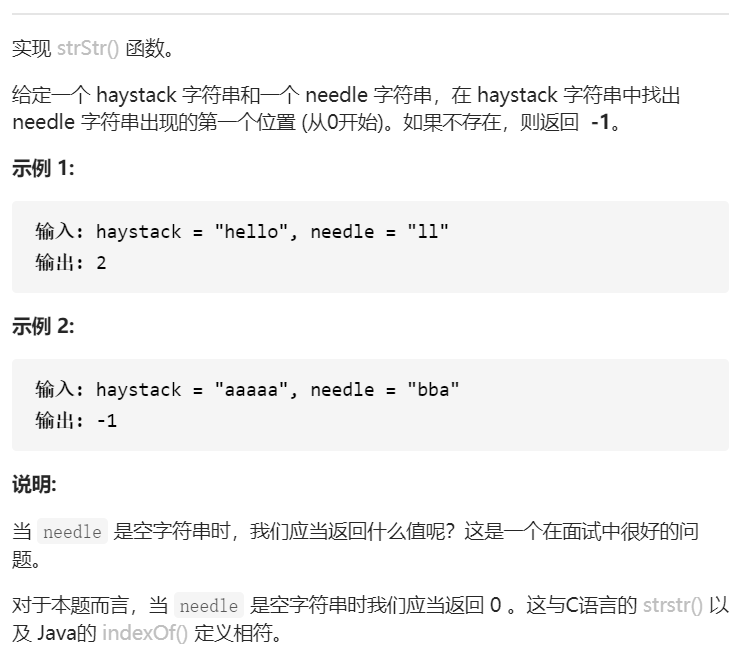 实现 strStr() 函数。
给定一个 haystack 字符串和一个 needle 字符串，在 haystack 字符串中找出
needle 字符串出现的第一个位置 (从0开始)。如果不存在，则返回  -1。
示例 1:
输入: haystack = "hello", needle = "ll"
输出: 2
示例 2:
输入: haystack = "aaaaa", needle = "bba"
输出: -1
说明:
当 needle 是空字符串时，我们应当返回什么值呢？这是一个在面试中很好的问
题。
对于本题而言，当 needle 是空字符串时我们应当返回 0 。这与C语言的 strstr() 以
及 Java的 indexOf() 定义相符。